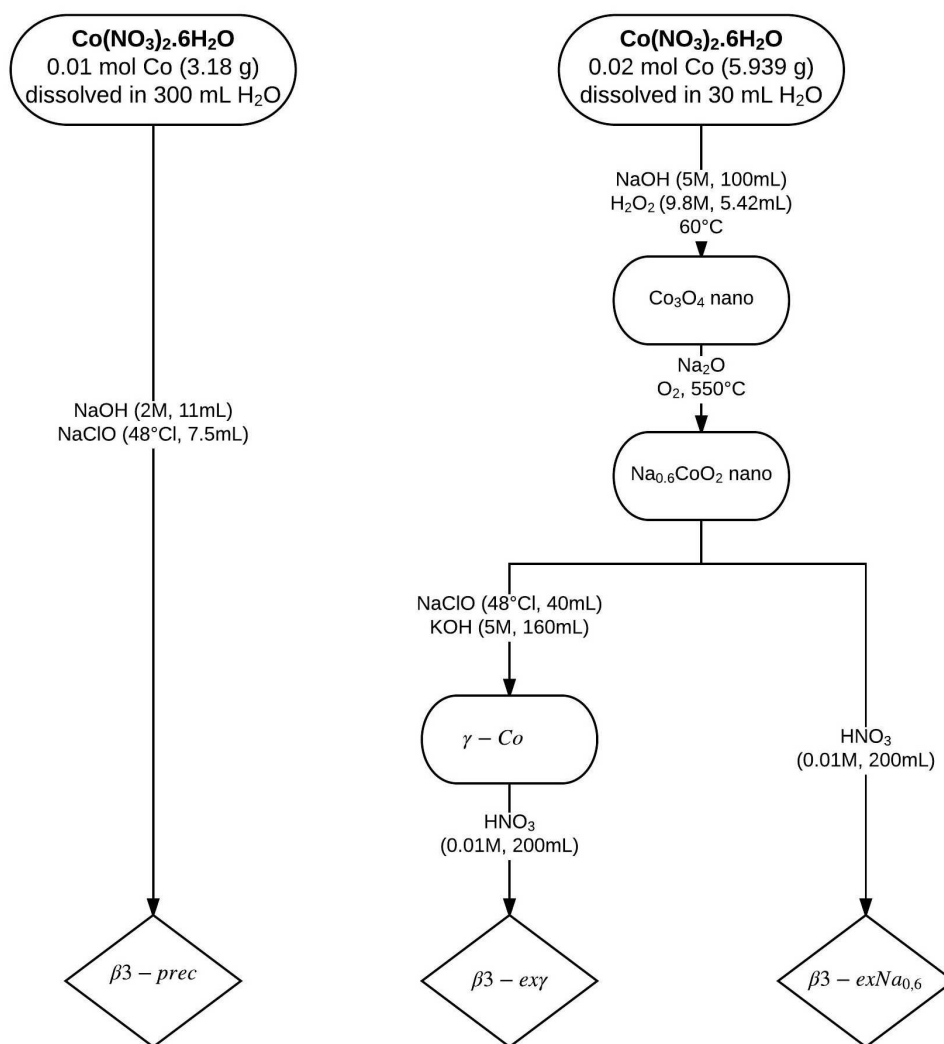 Co(NO₃)₂.6H₂O
0.01 mol Co (3.18 g)
dissolved in 300 mL H₂O
NaOH (2M, 11mL)
NaClO (48°Cl, 7.5mL)
β3 − prec
Co(NO₃)₂.6H₂O
0.02 mol Co (5.939 g)
dissolved in 30 mL H₂O
NaOH (5M, 100mL)
H₂O₂ (9.8M, 5.42mL)
60°C
Co₃O₄ nano
Na₂O
O₂, 550°C
Na₀.₆CoO₂ nano
NaClO (48°Cl, 40mL)
KOH (5M, 160mL)
γ − Co
HNO₃
(0.01M, 200mL)
β3 − exγ
HNO₃
(0.01M, 200mL)
β3 − exNa₀,₆